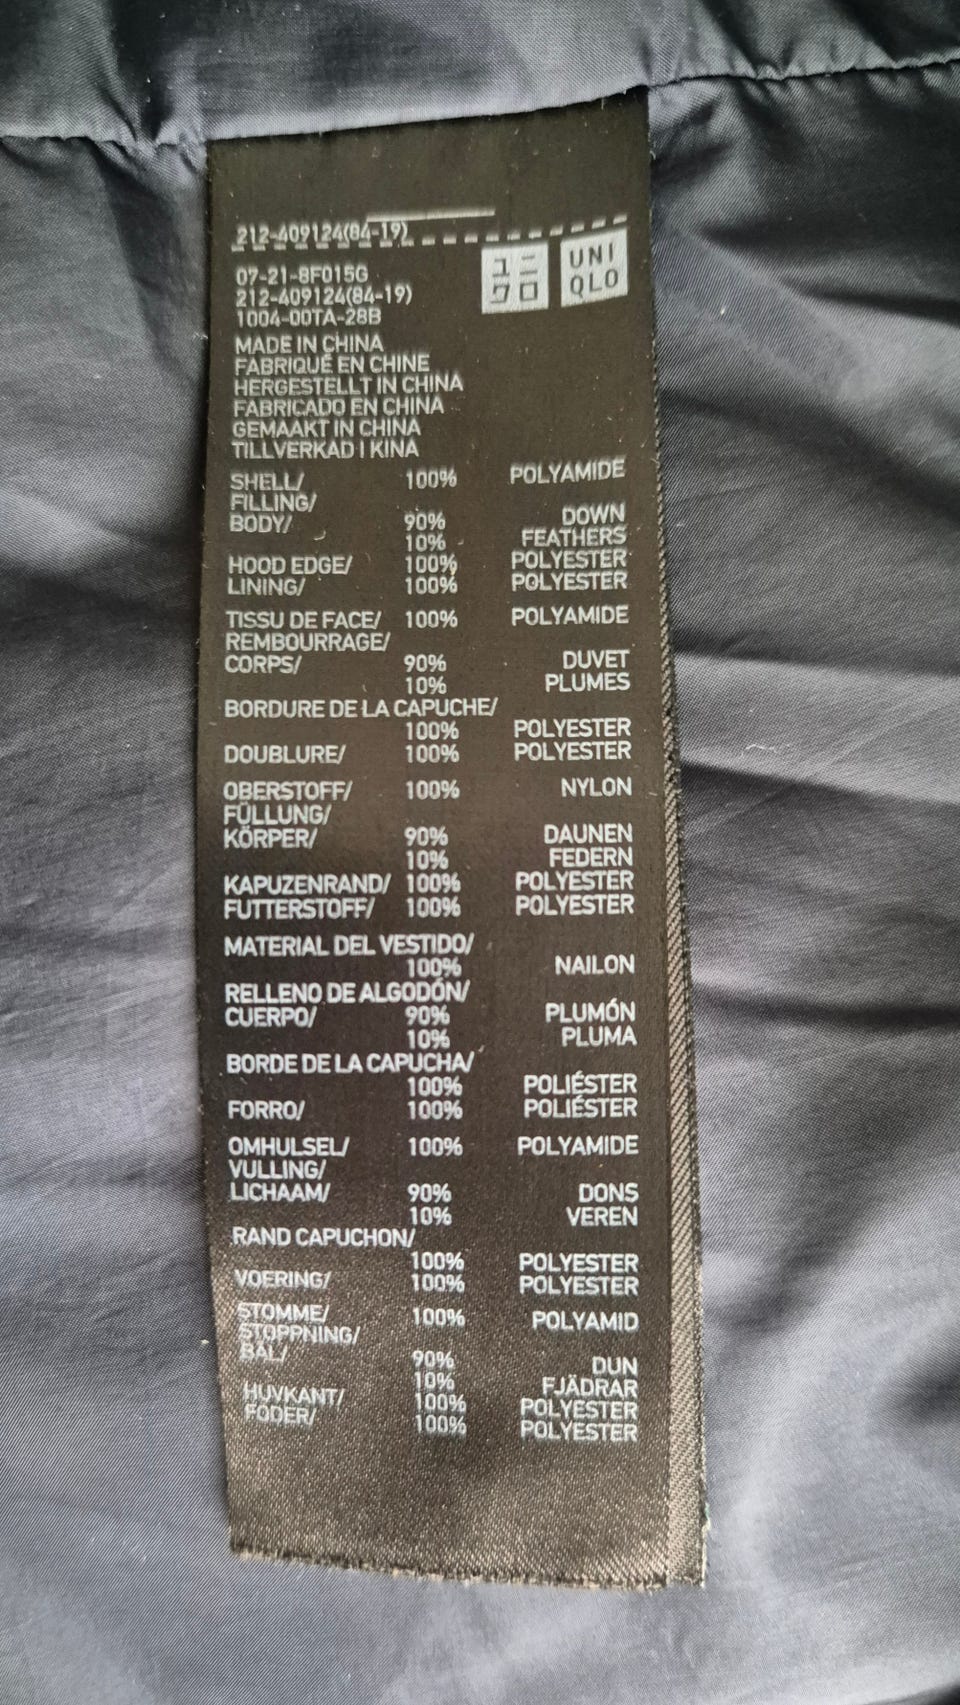 212-409124(84-19)
ユニ
クロ
UNI
QLO
07-21-8F015G
212-409124(84-19)
1004-00TA-28B
MADE IN CHINA
FABRIQUÉ EN CHINE
HERGESTELLT IN CHINA
FABRICADO EN CHINA
GEMAAKT IN CHINA
TILLVERKAD I KINA
SHELL/ 100% POLYAMIDE
FILLING/
BODY/ 90% DOWN
10% FEATHERS
HOOD EDGE/ 100% POLYESTER
LINING/ 100% POLYESTER
TISSU DE FACE/ 100% POLYAMIDE
REMBOURRAGE/
CORPS/ 90% DUVET
10% PLUMES
BORDURE DE LA CAPUCHE/
100% POLYESTER
DOUBLURE/ 100% POLYESTER
OBERSTOFF/ 100% NYLON
FÜLLUNG/
KÖRPER/ 90% DAUNEN
10% FEDERN
KAPUZENRAND/ 100% POLYESTER
FUTTERSTOFF/ 100% POLYESTER
MATERIAL DEL VESTIDO/
100% NAILON
RELLENO DE ALGODÓN/
CUERPO/ 90% PLUMÓN
10% PLUMA
BORDE DE LA CAPUCHA/
100% POLIÉSTER
FORRO/ 100% POLIÉSTER
OMHULSEL/ 100% POLYAMIDE
VULLING/
LICHAAM/ 90% DONS
10% VEREN
RAND CAPUCHON/
100% POLYESTER
VOERING/ 100% POLYESTER
STOMME/ 100% POLYAMID
STOPPNING/
BÅL/ 90% DUN
10% FJÄDRAR
HUVKANT/ 100% POLYESTER
FODER/ 100% POLYESTER